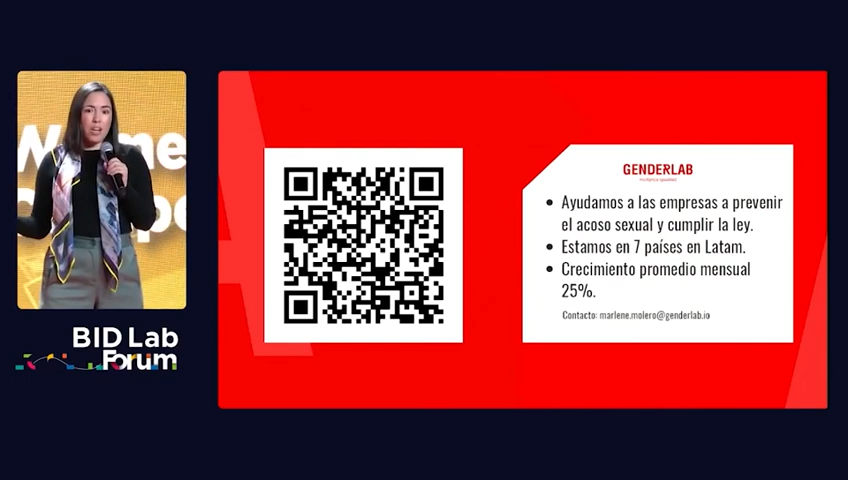 BID Lab
Forum
GENDERLAB
Ayudamos a las empresas a prevenir
el acoso sexual y cumplir la ley.
Estamos en 7 países en Latam.
Crecimiento promedio mensual
25%.
Contacto: marlene.molero@genderlab.io